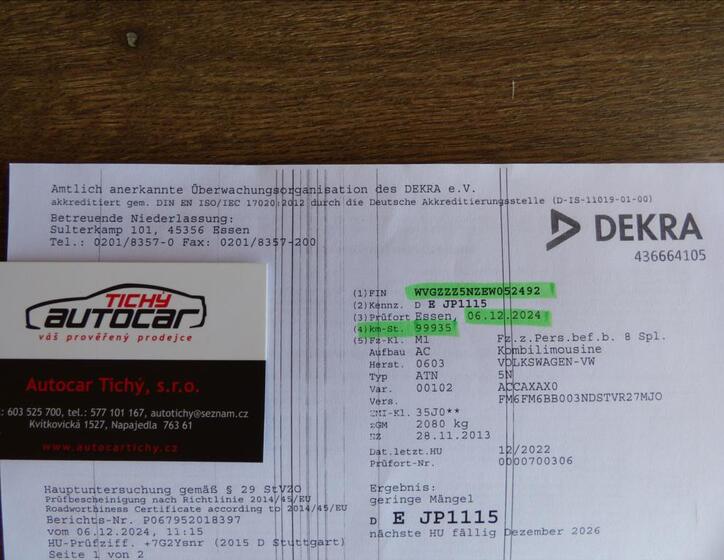 Amtlich anerkannte Überwachungsorganisation des DEKRA e.V.
akkreditiert gem. DIN EN ISO/IEC 17020:2012 durch die Deutsche Akkreditierungsstelle (D-IS-11019-01-00)
Betreuende Niederlassung:
Sulterkamp 101, 45356 Essen
Tel.: 0201/8357-0 Fax: 0201/8357-200
DEKRA
436664105
TICHÝ
AUTOCAR
váš prověřený prodejce
Autocar Tichý, s.r.o.
: 603 525 700, tel.: 577 101 167, autotichy@seznam.cz
Kvítkovická 1527, Napajedla 763 61
www.autocartichy.cz
(1) FIN WVGZZZ5NZEW052492
(2) Kennz. D E JP1115
(3) Prüfort Essen, 06.12.2024
(4) km-St. 99935
(5) Fz-Kl. M1 Fz.z.Pers.bef.b. 8 Spl.
Aufbau AC Kombilimousine
Herst. 0603 VOLKSWAGEN-VW
Typ ATN 5N
Var. 00102 ACCAXAX0
Vers. FM6FM6BB003NDSTVR27MJO
EMI-Kl. 35J0**
zGM 2080 kg
EZ 28.11.2013
Dat.letzt.HU 12/2022
Prüfort-Nr. 0000700306
Hauptuntersuchung gemäß § 29 StVZO
Prüfbescheinigung nach Richtlinie 2014/45/EU
Roadworthiness Certificate according to 2014/45/EU
Berichts-Nr. P067952018397
vom 06.12.2024, 11:15
HU-Prüfziff. +7G2Ysnr (2015 D Stuttgart)
Seite 1 von 2
Ergebnis:
geringe Mängel
D E JP1115
nächste HU fällig Dezember 2026